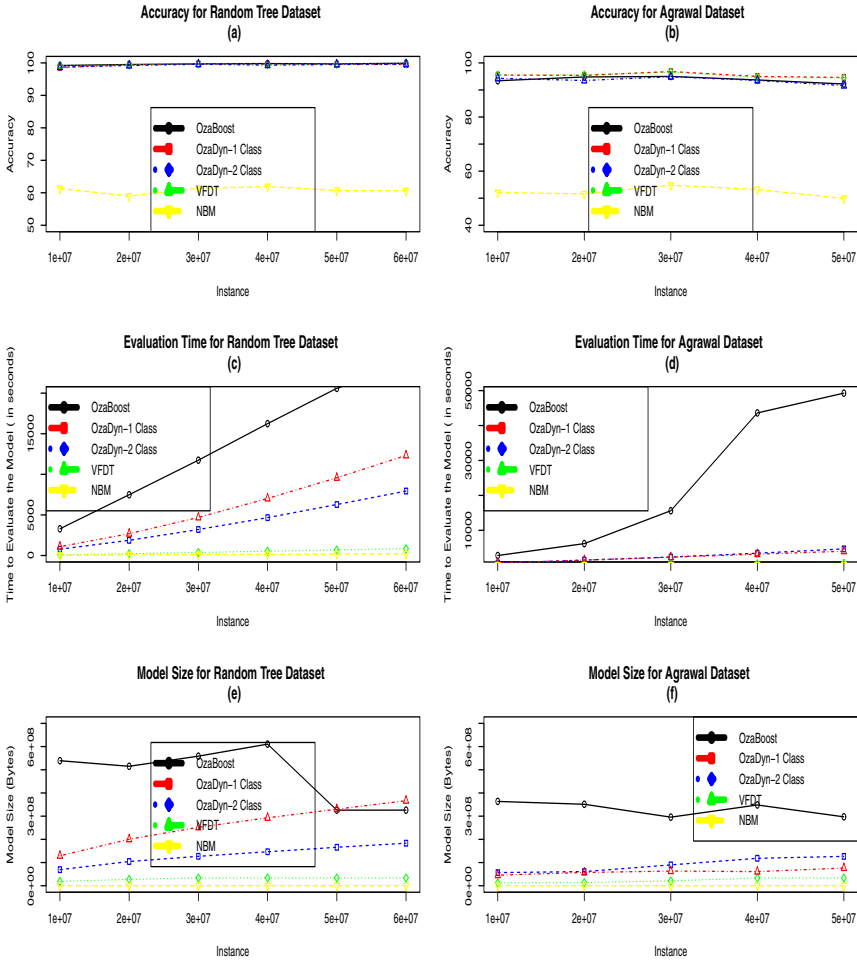 Accuracy for Random Tree Dataset
(a)
Accuracy
100
90
80
70
60
50
OzaBoost
OzaDyn-1 Class
OzaDyn-2 Class
VFDT
NBM
1e+07 2e+07 3e+07 4e+07 5e+07 6e+07
Instance
Accuracy for Agrawal Dataset
(b)
Accuracy
100
80
60
40
OzaBoost
OzaDyn-1 Class
OzaDyn-2 Class
VFDT
NBM
1e+07 2e+07 3e+07 4e+07 5e+07
Instance
Evaluation Time for Random Tree Dataset
(c)
Time to Evaluate the Model ( in seconds)
15000
5000
0
OzaBoost
OzaDyn-1 Class
OzaDyn-2 Class
VFDT
NBM
1e+07 2e+07 3e+07 4e+07 5e+07 6e+07
Instance
Evaluation Time for Agrawal Dataset
(d)
Time to Evaluate the Model ( in seconds)
50000
30000
10000
OzaBoost
OzaDyn-1 Class
OzaDyn-2 Class
VFDT
NBM
1e+07 2e+07 3e+07 4e+07 5e+07
Instance
Model Size for Random Tree Dataset
(e)
Model Size (Bytes)
6e+08
3e+08
0e+00
OzaBoost
OzaDyn-1 Class
OzaDyn-2 Class
VFDT
NBM
1e+07 2e+07 3e+07 4e+07 5e+07 6e+07
Instance
Model Size for Agrawal Dataset
(f)
Model Size (Bytes)
6e+08
3e+08
0e+00
OzaBoost
OzaDyn-1 Class
OzaDyn-2 Class
VFDT
NBM
1e+07 2e+07 3e+07 4e+07 5e+07
Instance